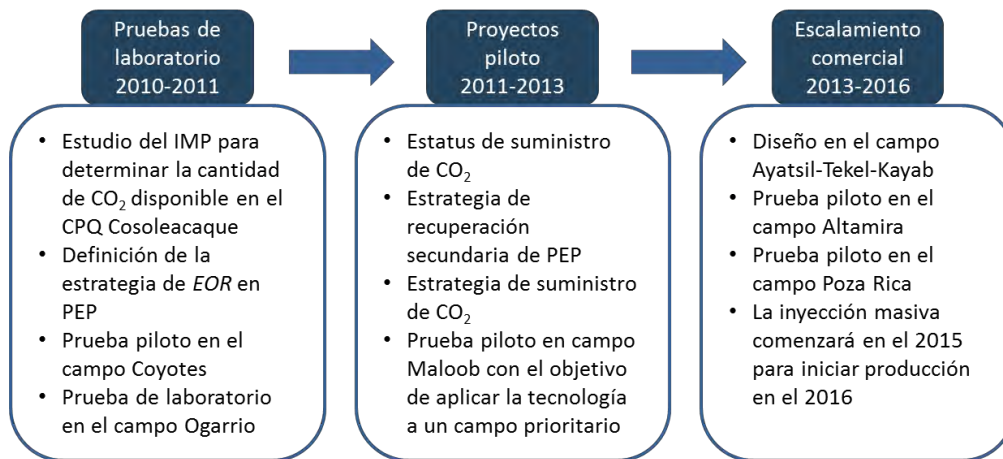 Pruebas de
laboratorio
2010-2011
• Estudio del IMP para
determinar la cantidad
de CO₂ disponible en el
CPQ Cosoleacaque
• Definición de la
estrategia de EOR en
PEP
• Prueba piloto en el
campo Coyotes
• Prueba de laboratorio
en el campo Ogarrio
Proyectos
piloto
2011-2013
• Estatus de suministro
de CO₂
• Estrategia de
recuperación
secundaria de PEP
• Estrategia de suministro
de CO₂
• Prueba piloto en campo
Maloob con el objetivo
de aplicar la tecnología
a un campo prioritario
Escalamiento
comercial
2013-2016
• Diseño en el campo
Ayatsil-Tekel-Kayab
• Prueba piloto en el
campo Altamira
• Prueba piloto en el
campo Poza Rica
• La inyección masiva
comenzará en el 2015
para iniciar producción
en el 2016